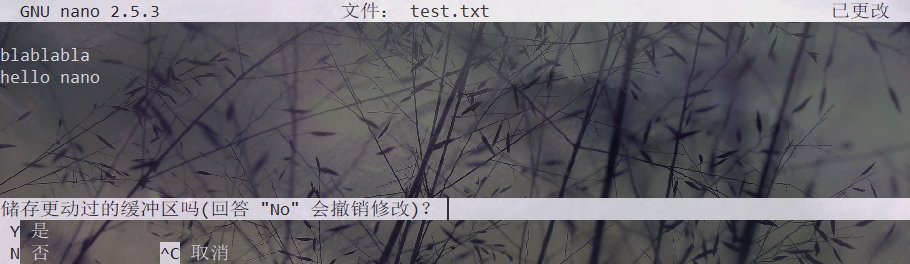 GNU nano 2.5.3 文件： test.txt 已更改
blablabla
hello nano
储存更动过的缓冲区吗(回答 "No" 会撤销修改)？
Y 是
N 否 ^C 取消